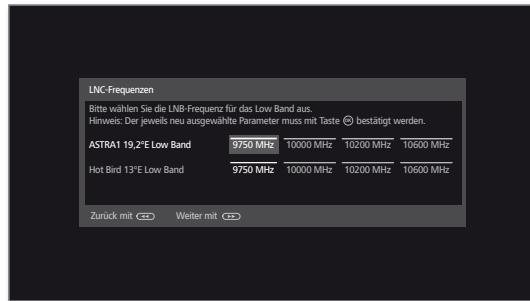 LNC-Frequenzen
Bitte wählen Sie die LNB-Frequenz für das Low Band aus.
Hinweis: Der jeweils neu ausgewählte Parameter muss mit Taste OK bestätigt werden.
ASTRA1 19,2°E Low Band 9750 MHz 10000 MHz 10200 MHz 10600 MHz
Hot Bird 13°E Low Band 9750 MHz 10000 MHz 10200 MHz 10600 MHz
Zurück mit Weiter mit